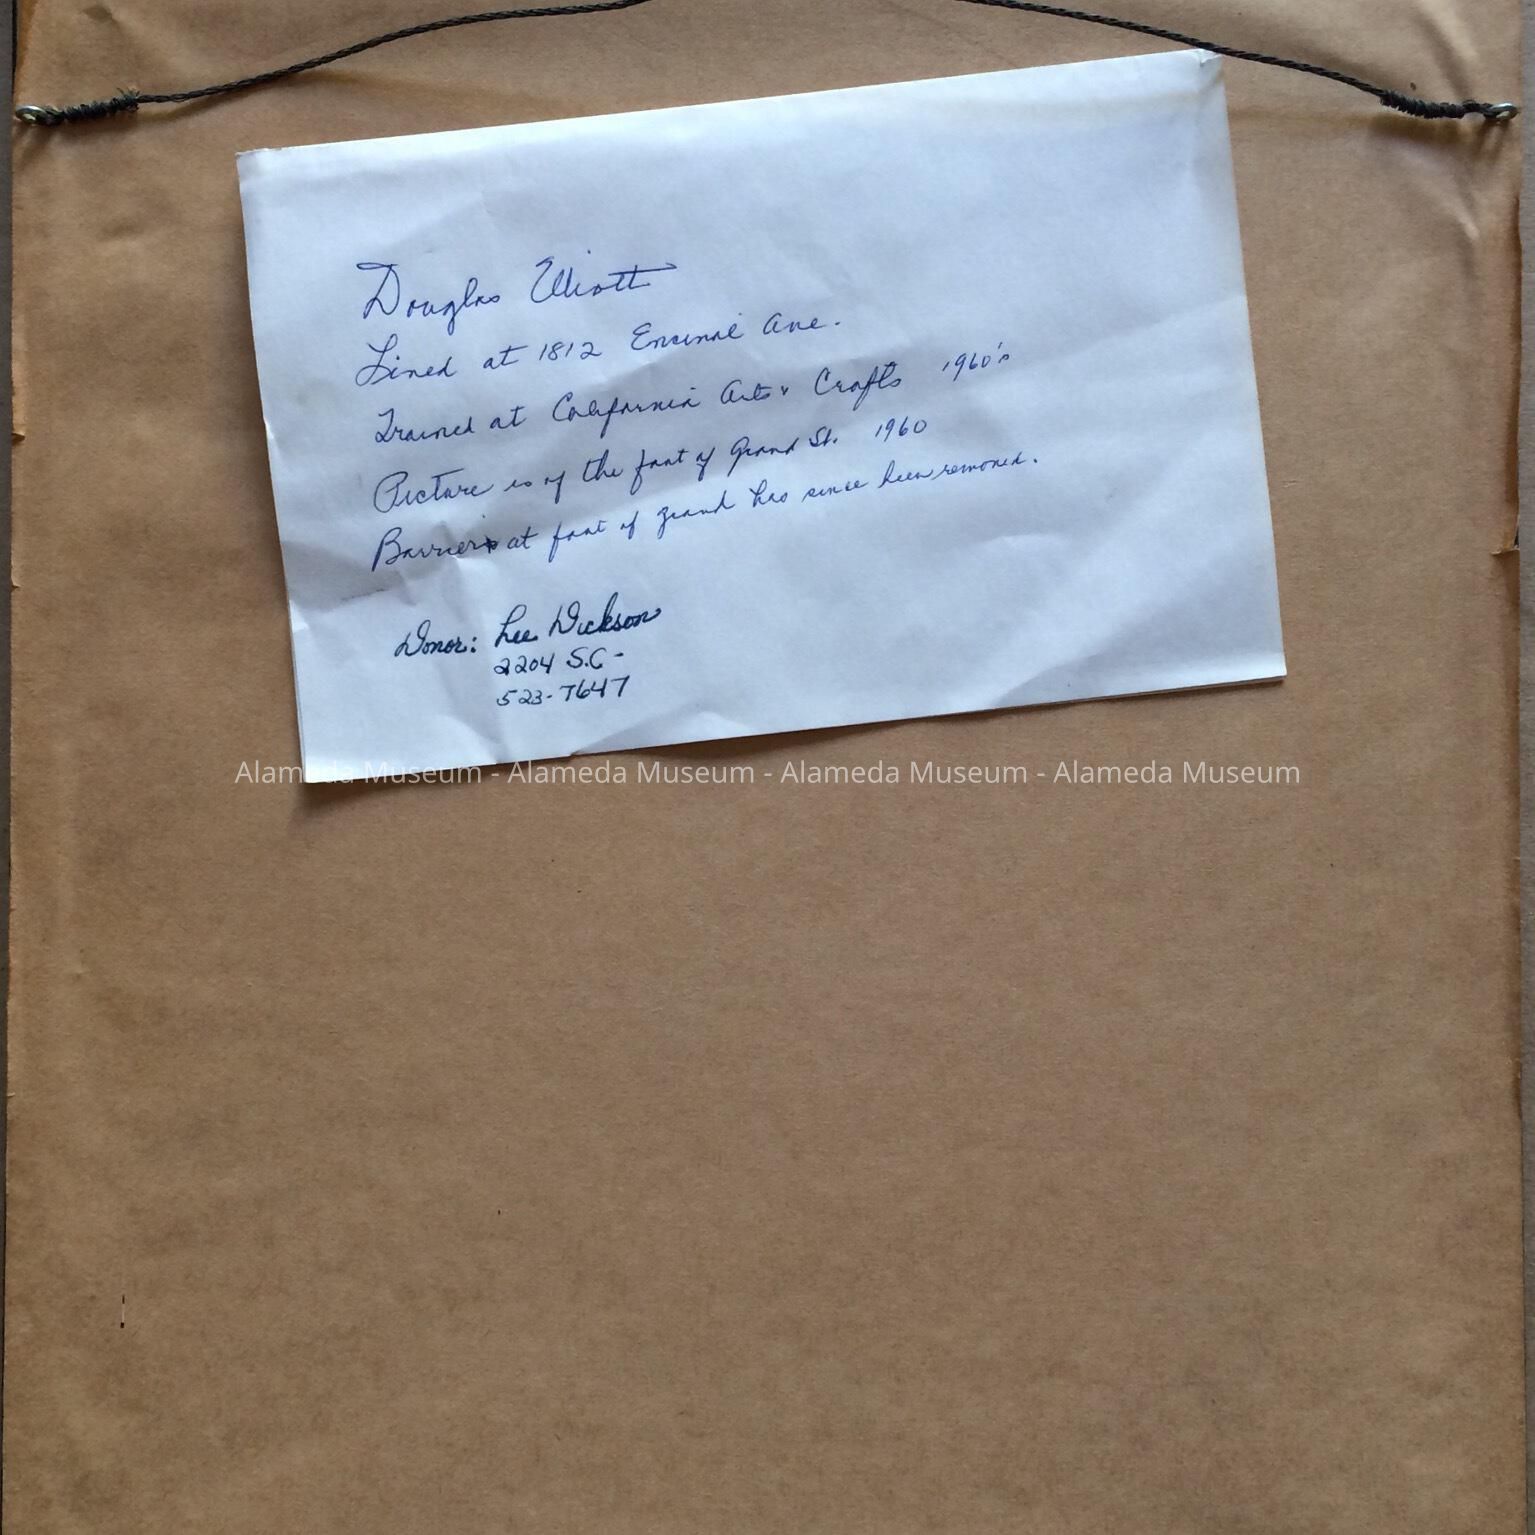 Douglas Elliott
Lived at 1812 Encinal Ave.
Trained at California Arts & Crafts 1960's
Picture is of the foot of Grand St. 1960
Barrier at foot of grand has since been removed.
Donor: Lee Dickson
2204 S.C -
523-7647
Alameda Museum - Alameda Museum - Alameda Museum - Alameda Museum